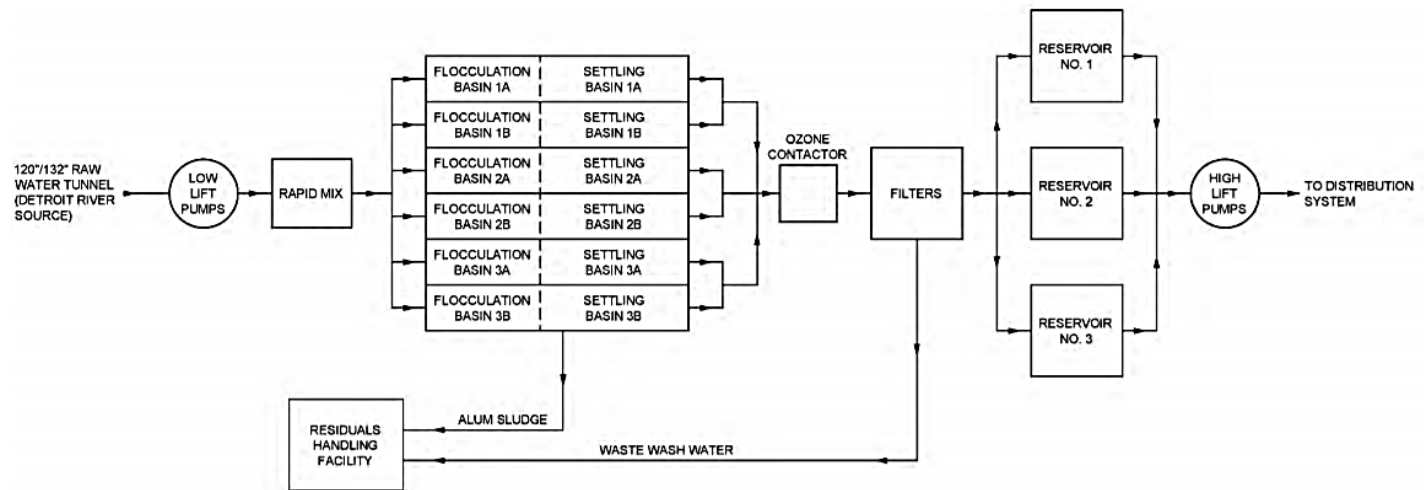 120"/132" RAW
WATER TUNNEL
(DETROIT RIVER
SOURCE)
LOW
LIFT
PUMPS
RAPID MIX
FLOCCULATION
BASIN 1A
SETTLING
BASIN 1A
FLOCCULATION
BASIN 1B
SETTLING
BASIN 1B
FLOCCULATION
BASIN 2A
SETTLING
BASIN 2A
FLOCCULATION
BASIN 2B
SETTLING
BASIN 2B
FLOCCULATION
BASIN 3A
SETTLING
BASIN 3A
FLOCCULATION
BASIN 3B
SETTLING
BASIN 3B
OZONE
CONTACTOR
FILTERS
RESERVOIR
NO. 1
RESERVOIR
NO. 2
RESERVOIR
NO. 3
HIGH
LIFT
PUMPS
TO DISTRIBUTION
SYSTEM
ALUM SLUDGE
WASTE WASH WATER
RESIDUALS
HANDLING
FACILITY